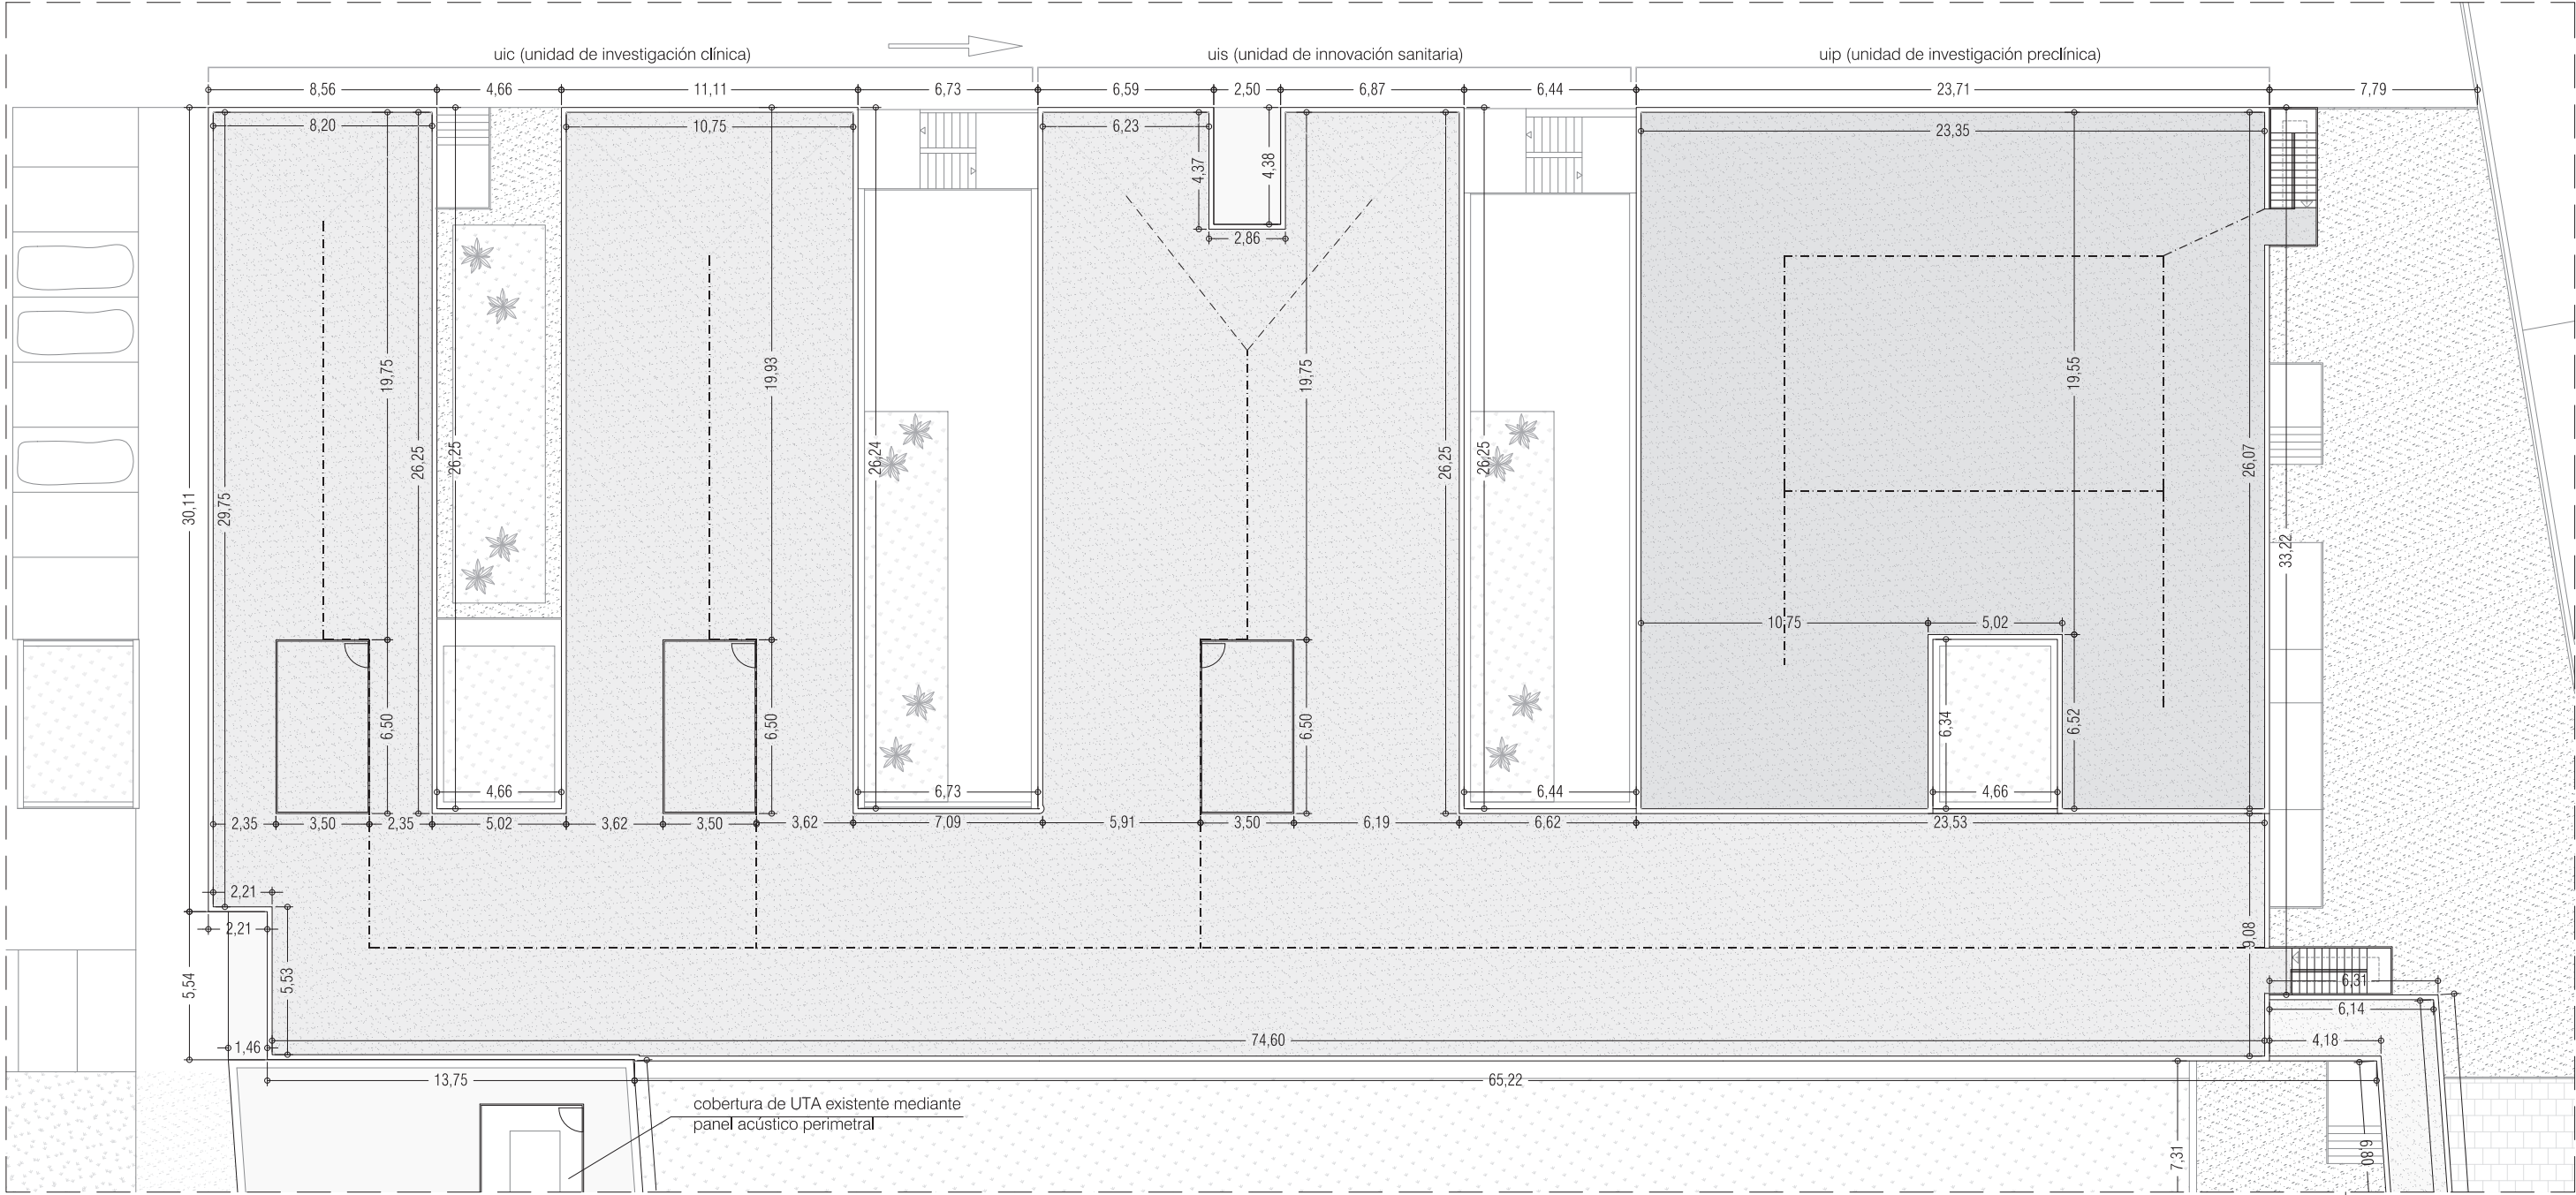 uic (unidad de investigación clínica)
uis (unidad de innovación sanitaria)
uip (unidad de investigación preclínica)
8,56 4,66 11,11 6,73 6,59 2,50 6,87 6,44 23,71 7,79
8,20 10,75 6,23 23,35
4,37 4,38
2,86
19,75 19,93 19,75 19,55
30,11 29,75 26,25 26,25 26,24 26,25 26,25 26,07
33,22
10,75 5,02
6,50 6,50 6,50 6,34 6,52
4,66 6,73 6,44 4,66
2,35 3,50 2,35 5,02 3,62 3,50 3,62 7,09 5,91 3,50 6,19 6,62 23,53
2,21
2,21
9,08
5,54 5,53
6,31
6,14
1,46 74,60 4,18
13,75 65,22
cobertura de UTA existente mediante
panel acústico perimetral
7,31 6,80